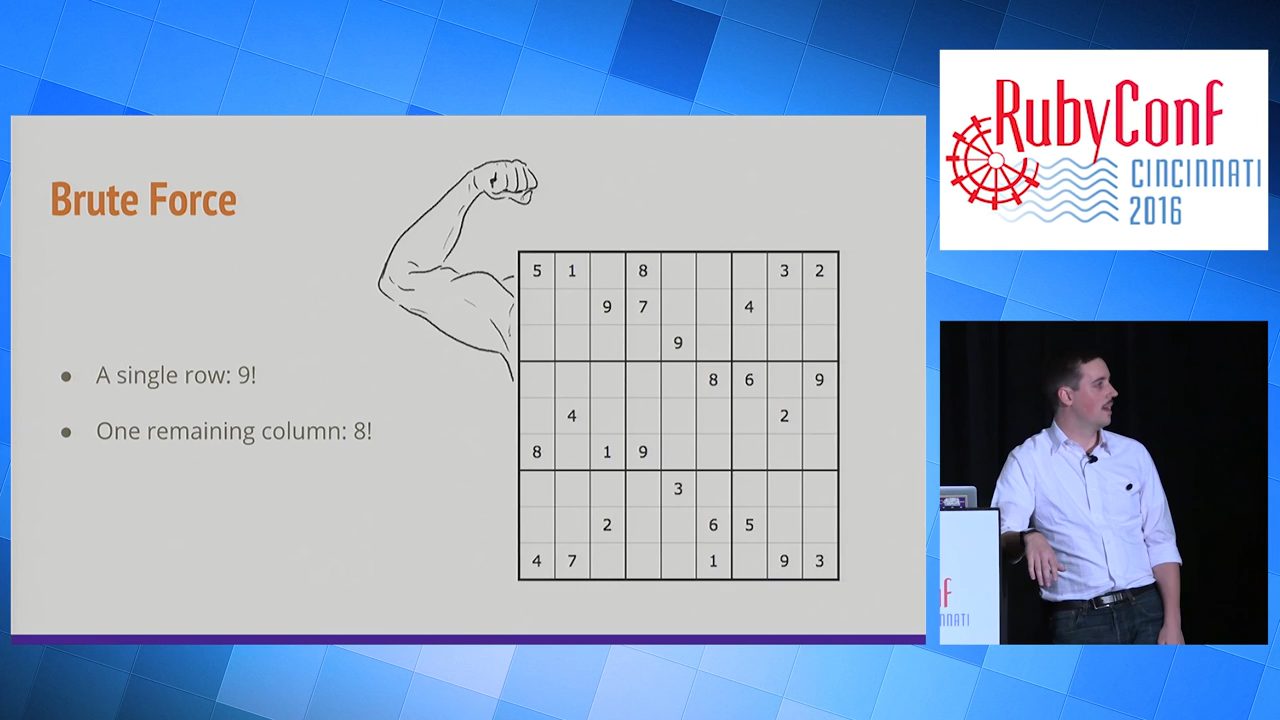 Brute Force
● A single row: 9!
● One remaining column: 8!
5 1 8 3 2
9 7 4
9
8 6 9
4 2
8 1 9
3
2 6 5
4 7 1 9 3
RubyConf
CINCINNATI
2016
nf
NNATI